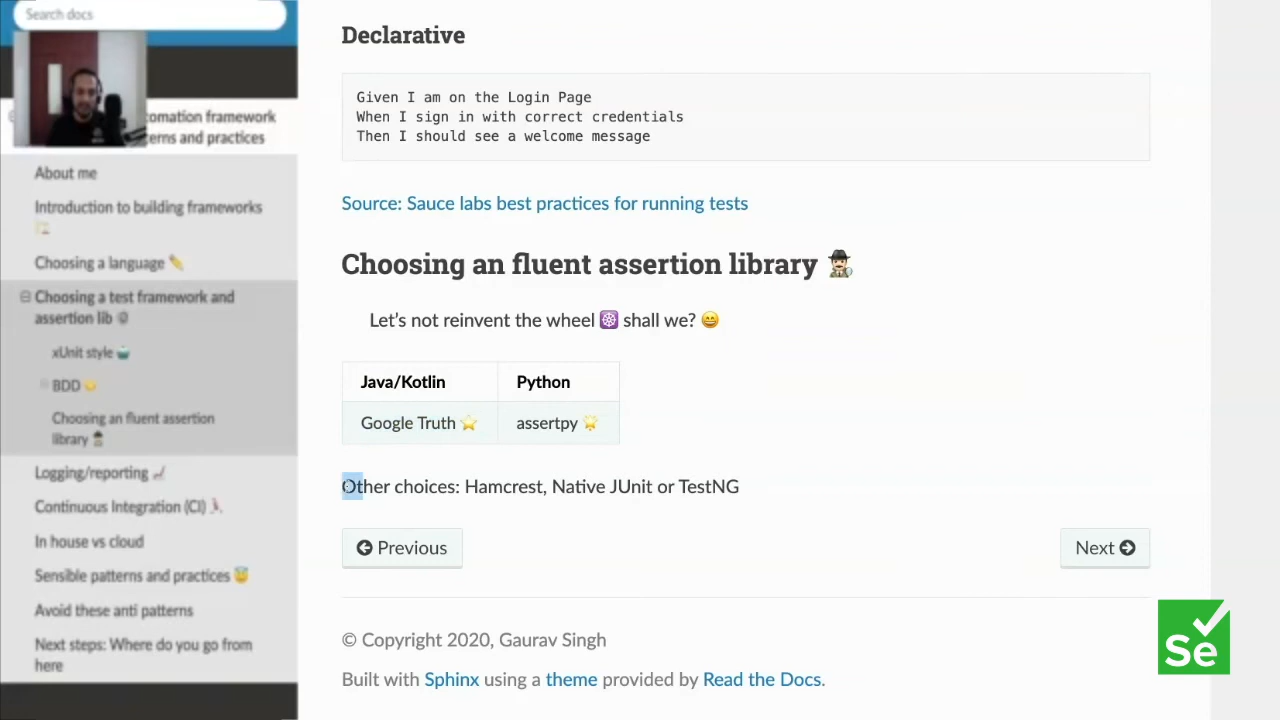 Search docs
omation framework
erns and practices
About me
Introduction to building frameworks
Choosing a language
Choosing a test framework and
assertion lib
xUnit style
BDD
Choosing an fluent assertion
library
Logging/reporting
Continuous Integration (CI)
In house vs cloud
Sensible patterns and practices
Avoid these anti patterns
Next steps: Where do you go from
here
Declarative
Given I am on the Login Page
When I sign in with correct credentials
Then I should see a welcome message
Source: Sauce labs best practices for running tests
Choosing an fluent assertion library
Let's not reinvent the wheel shall we?
Java/Kotlin Python
Google Truth assertpy
Other choices: Hamcrest, Native JUnit or TestNG
Previous
Next
© Copyright 2020, Gaurav Singh
Built with Sphinx using a theme provided by Read the Docs.
Se